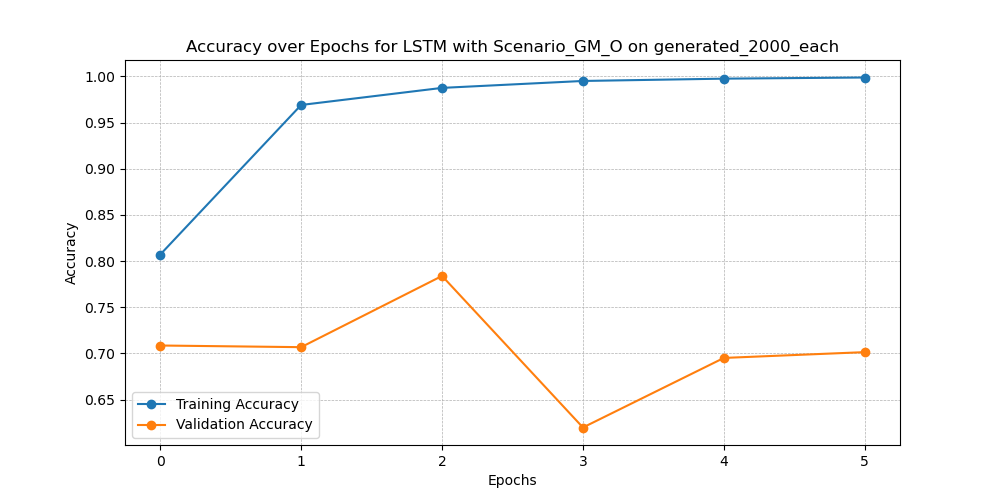 Accuracy over Epochs for LSTM with Scenario_GM_O on generated_2000_each
Accuracy
1.00
0.95
0.90
0.85
0.80
0.75
0.70
0.65
Training Accuracy
Validation Accuracy
0 1 2 3 4 5
Epochs